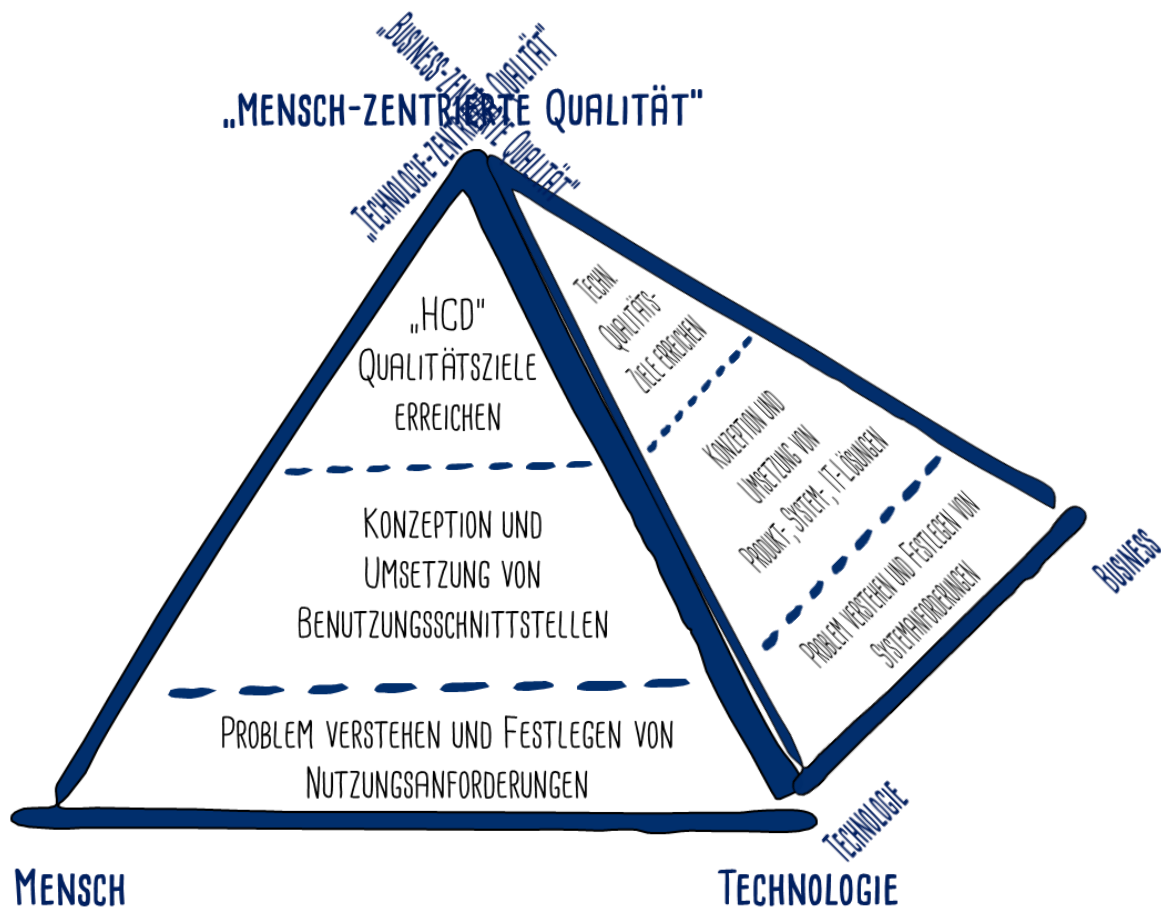 „Business-zentrierte Qualität“
„Technologie-zentrierte Qualität“
„Mensch-zentrierte Qualität“
„HCD“
Qualitätsziele
erreichen
Konzeption und
Umsetzung von
Benutzungsschnittstellen
Problem verstehen und Festlegen von
Nutzungsanforderungen
Techn.
Qualitäts-
ziele erreichen
Konzeption und
Umsetzung von
Produkt-, System-, IT-Lösungen
Problem verstehen und Festlegen von
Systemanforderungen
Business
Technologie
Mensch
Technologie